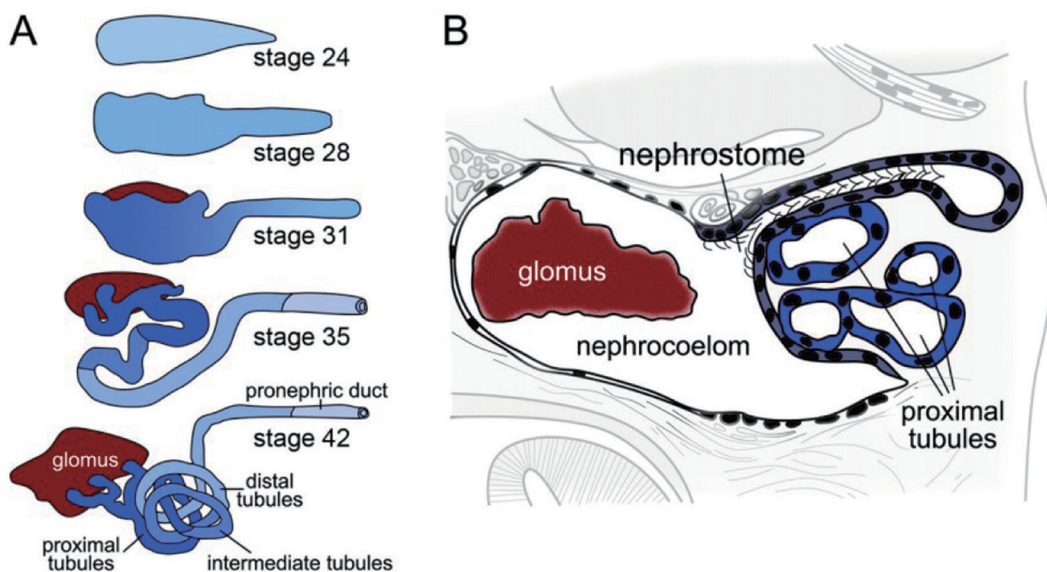 A
stage 24
stage 28
stage 31
stage 35
pronephric duct
stage 42
glomus
distal
tubules
proximal
tubules
intermediate tubules
B
nephrostome
glomus
nephrocoelom
proximal
tubules